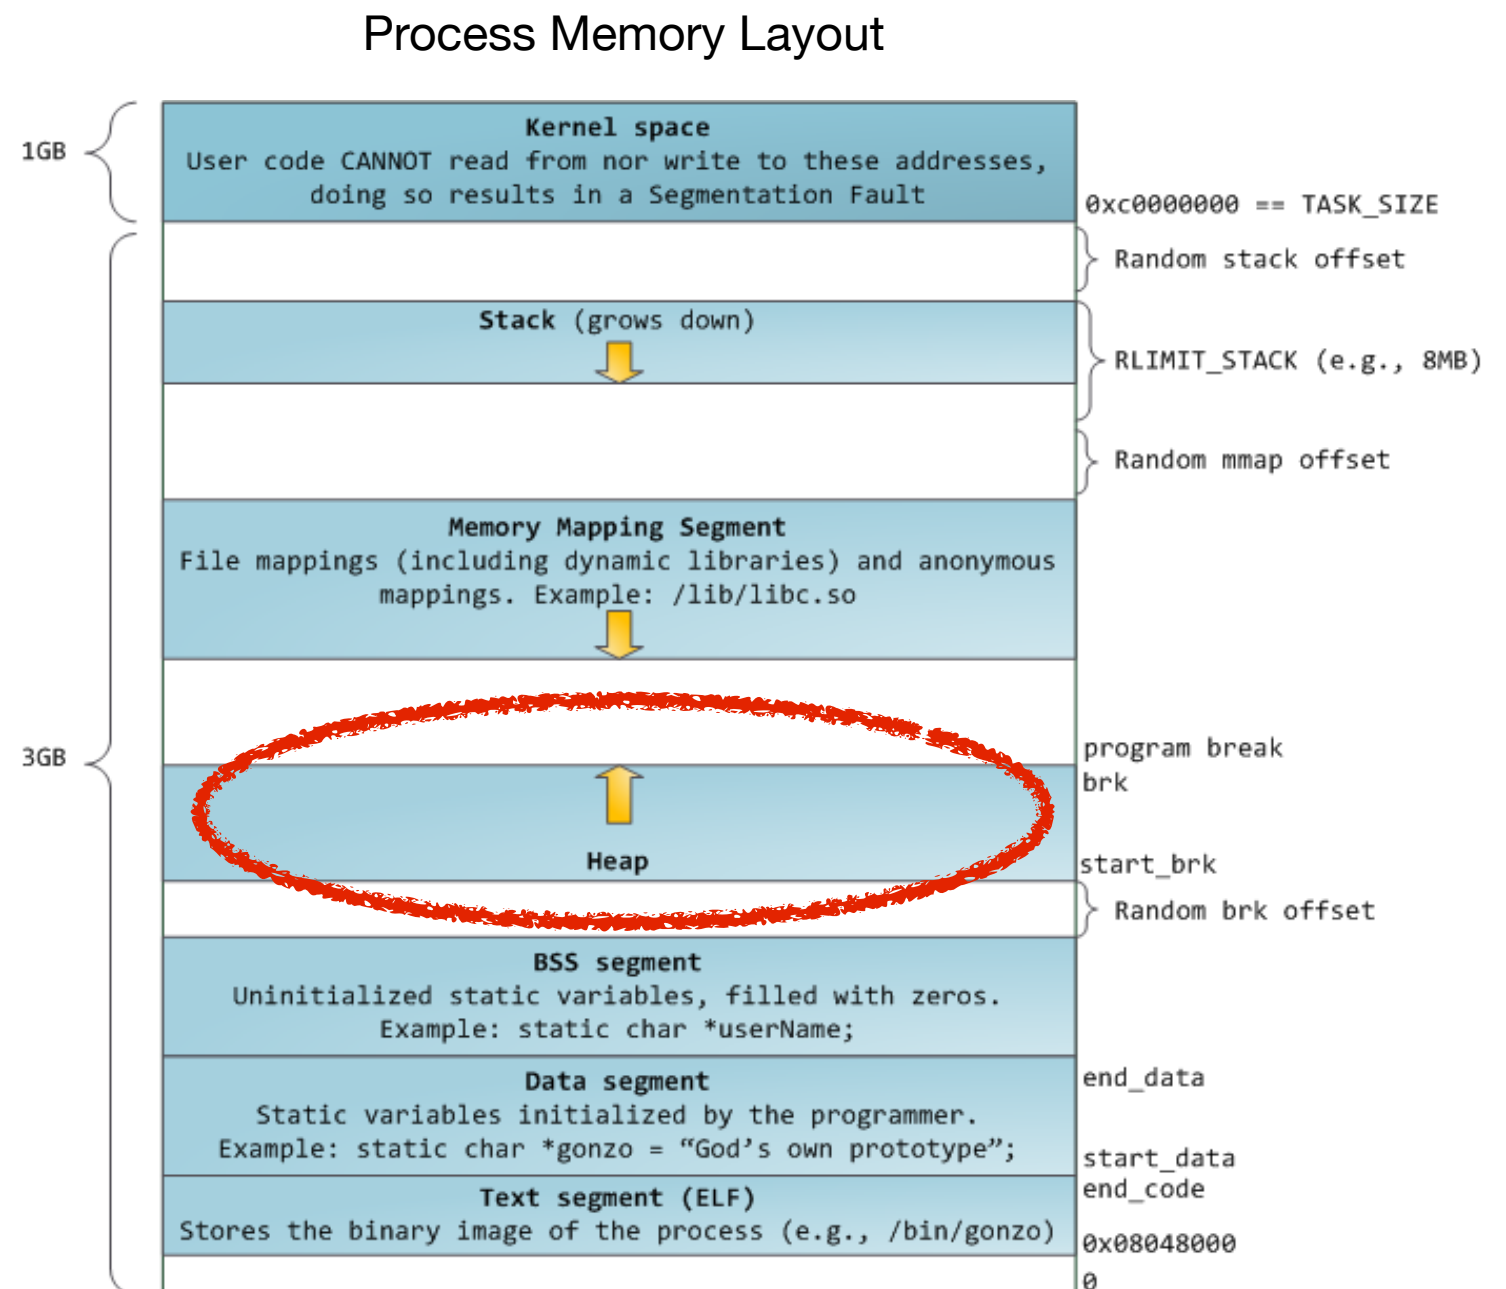 Process Memory Layout
1GB
Kernel space
User code CANNOT read from nor write to these addresses,
doing so results in a Segmentation Fault
0xc0000000 == TASK_SIZE
Random stack offset
Stack (grows down)
RLIMIT_STACK (e.g., 8MB)
Random mmap offset
Memory Mapping Segment
File mappings (including dynamic libraries) and anonymous
mappings. Example: /lib/libc.so
3GB
program break
brk
Heap
start_brk
Random brk offset
BSS segment
Uninitialized static variables, filled with zeros.
Example: static char *userName;
Data segment
end_data
Static variables initialized by the programmer.
Example: static char *gonzo = “God’s own prototype”;
start_data
end_code
Text segment (ELF)
Stores the binary image of the process (e.g., /bin/gonzo)
0x08048000
0